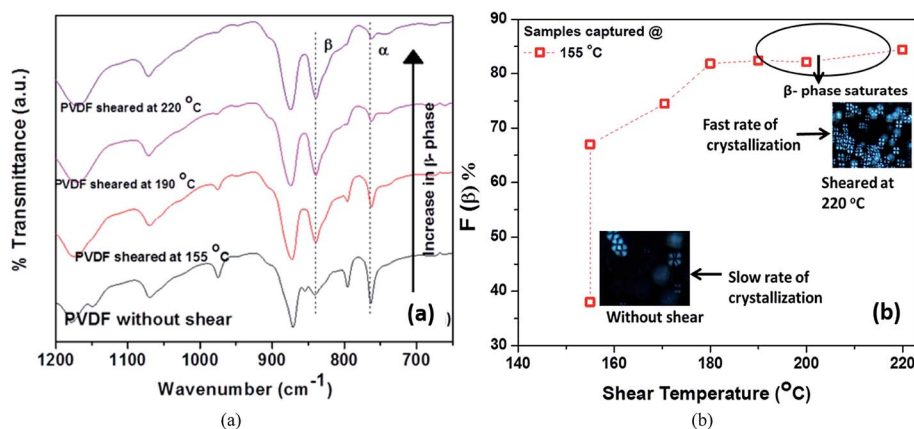 % Transmittance (a.u.)
β
α
PVDF sheared at 220 °C
PVDF sheared at 190 °C
PVDF sheared at 155 °C
PVDF without shear
Increase in β- phase
(a)
)
1200 1100 1000 900 800 700
Wavenumber (cm-1)
(a)
F (β) %
90
80
70
60
50
40
30
Samples captured @
155 °C
β- phase saturates
Fast rate of
crystallization
Sheared at
220 °C
Slow rate of
crystallization
Without shear
(b)
140 160 180 200 220
Shear Temperature (°C)
(b)